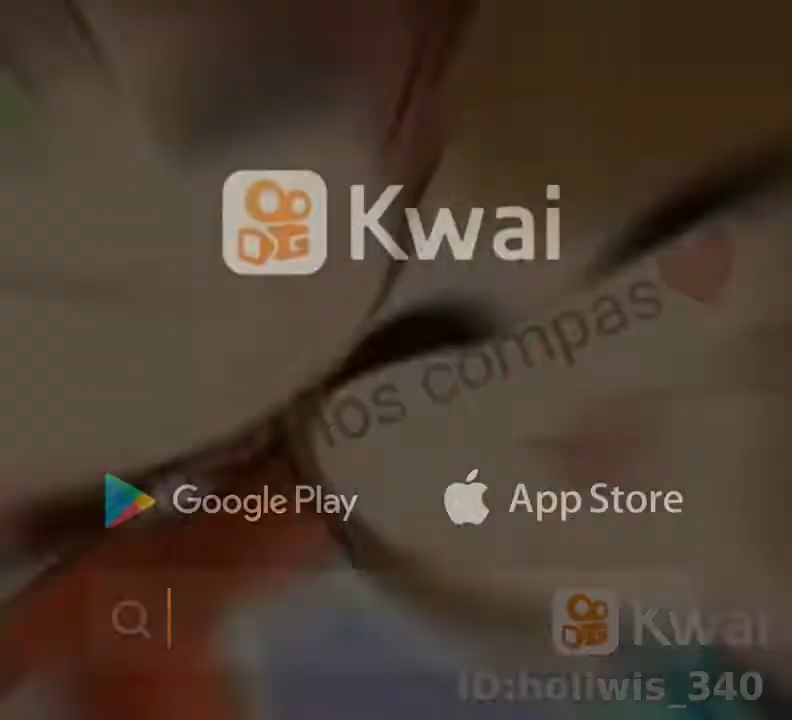 Kwai
los compas
Google Play
App Store
Kwai
ID:holiwis_340